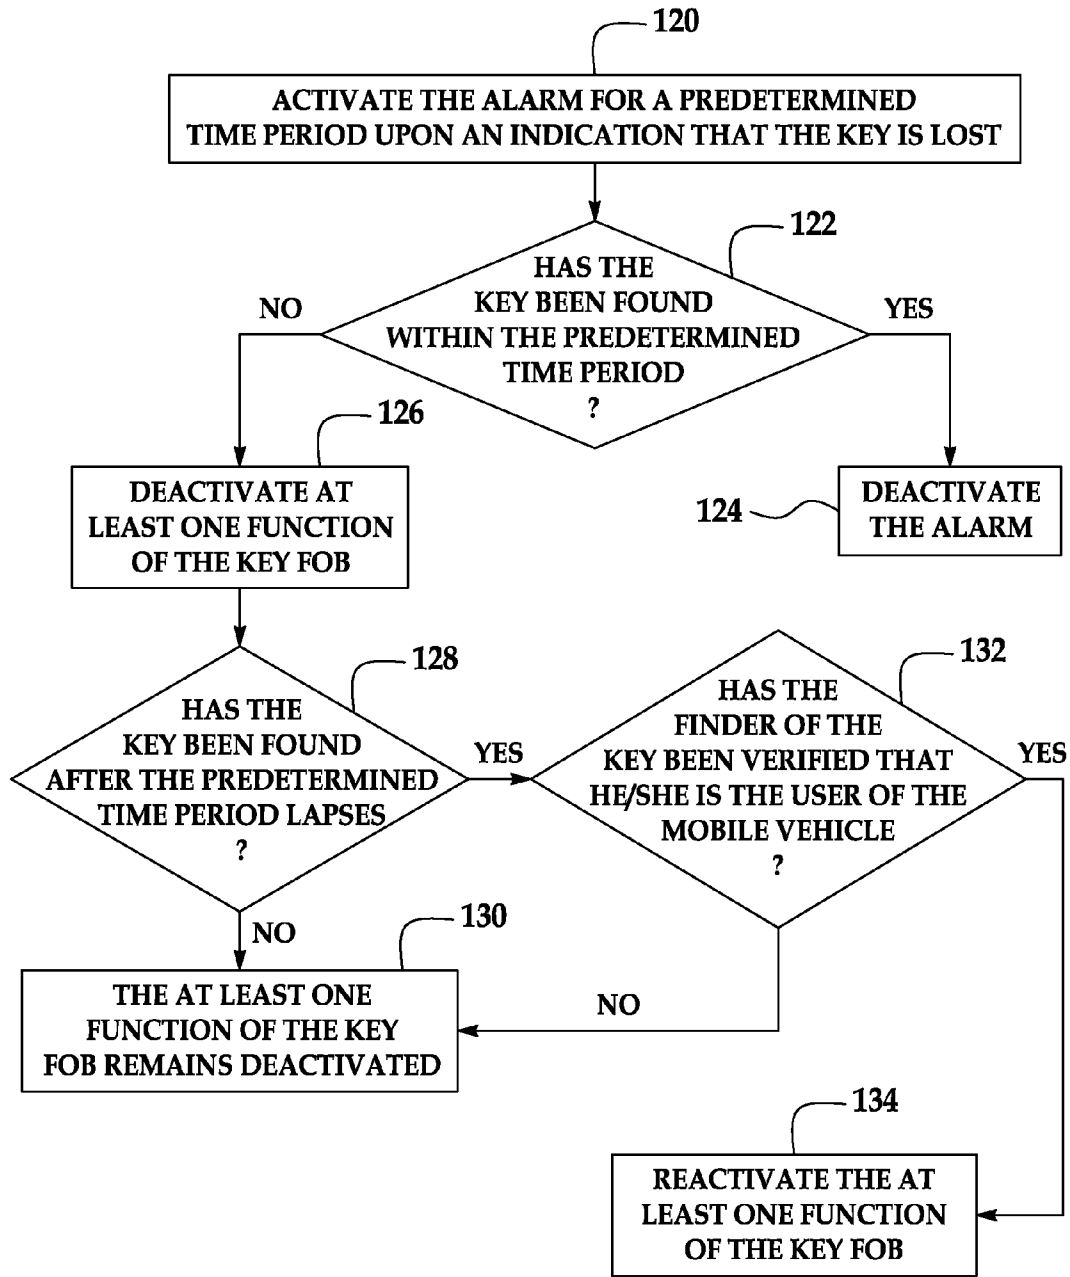 120
ACTIVATE THE ALARM FOR A PREDETERMINED
TIME PERIOD UPON AN INDICATION THAT THE KEY IS LOST
122
HAS THE
KEY BEEN FOUND
WITHIN THE PREDETERMINED
TIME PERIOD
?
NO
YES
126
DEACTIVATE AT
LEAST ONE FUNCTION
OF THE KEY FOB
124
DEACTIVATE
THE ALARM
128
HAS THE
KEY BEEN FOUND
AFTER THE PREDETERMINED
TIME PERIOD LAPSES
?
YES
132
HAS THE
FINDER OF THE
KEY BEEN VERIFIED THAT
HE/SHE IS THE USER OF THE
MOBILE VEHICLE
?
YES
NO
130
THE AT LEAST ONE
FUNCTION OF THE KEY
FOB REMAINS DEACTIVATED
NO
134
REACTIVATE THE AT
LEAST ONE FUNCTION
OF THE KEY FOB